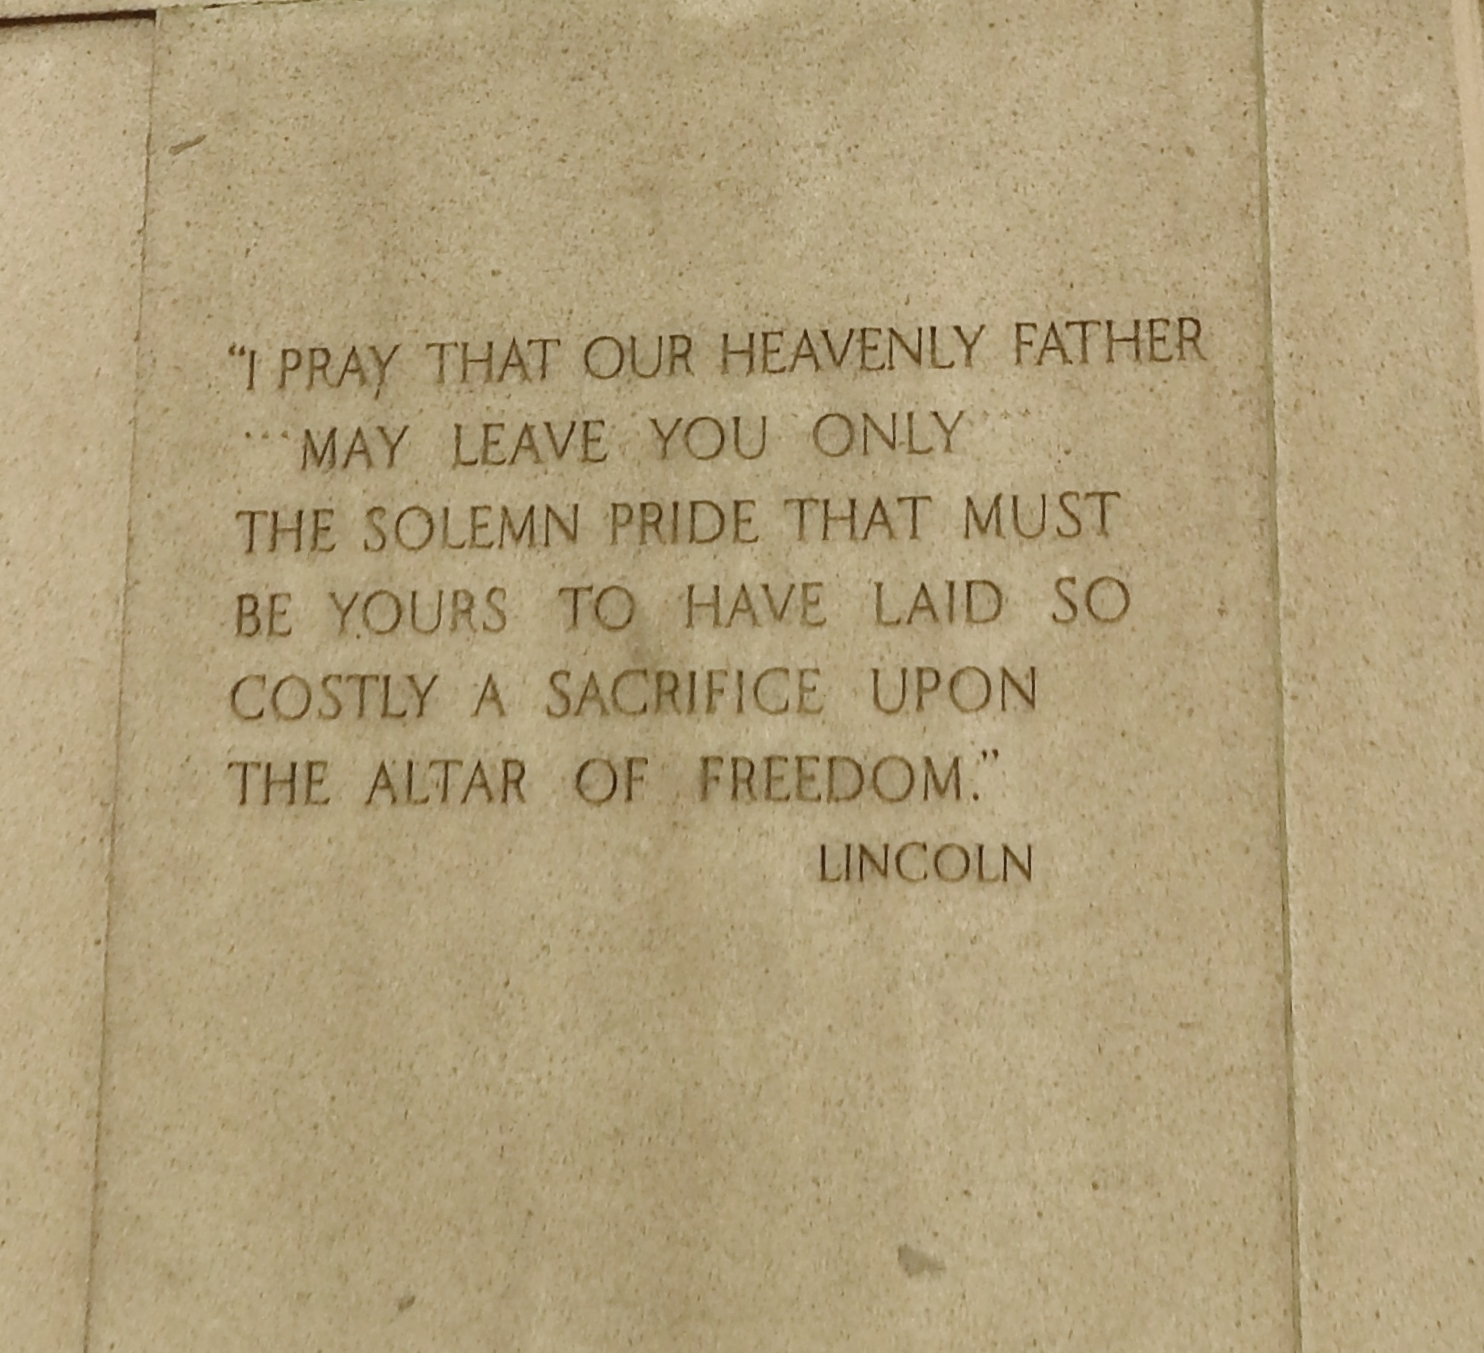 “I PRAY THAT OUR HEAVENLY FATHER
···MAY LEAVE YOU ONLY····
THE SOLEMN PRIDE THAT MUST
BE YOURS TO HAVE LAID SO
COSTLY A SACRIFICE UPON
THE ALTAR OF FREEDOM.”
LINCOLN